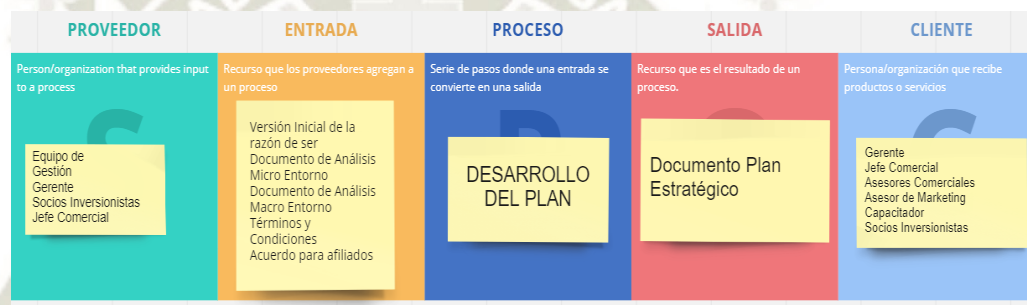 PROVEEDOR
ENTRADA
PROCESO
SALIDA
CLIENTE
Person/organization that provides input
to a process
S
Equipo de
Gestión
Gerente
Socios Inversionistas
Jefe Comercial
Recurso que los proveedores agregan a
un proceso
Versión Inicial de la
razón de ser
Documento de Análisis
Micro Entorno
Documento de Análisis
Macro Entorno
Términos y
Condiciones
Acuerdo para afiliados
Serie de pasos donde una entrada se
convierte en una salida
P
DESARROLLO
DEL PLAN
Recurso que es el resultado de un
proceso.
O
Documento Plan
Estratégico
Persona/organización que recibe
productos o servicios
C
Gerente
Jefe Comercial
Asesores Comerciales
Asesor de Marketing
Capacitador
Socios Inversionistas